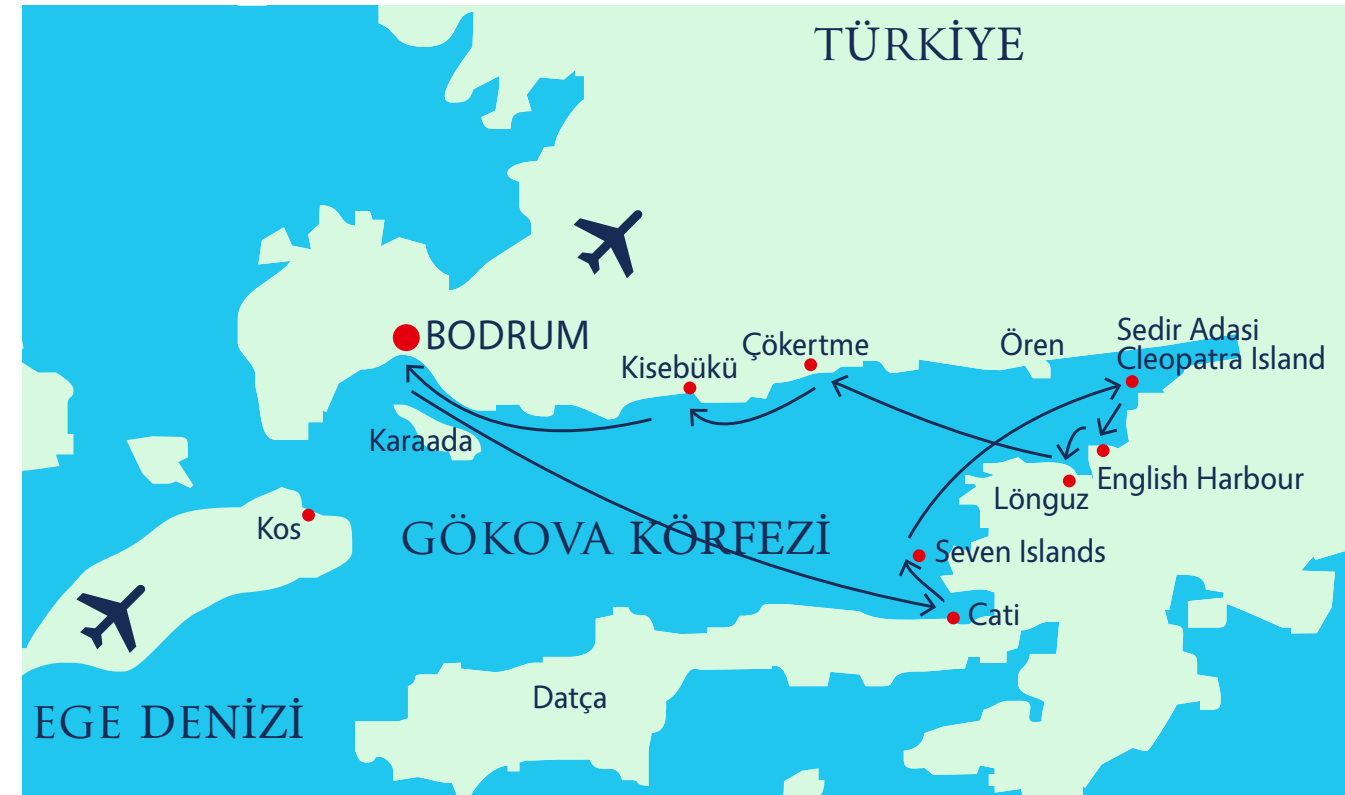 TÜRKİYE
BODRUM
Kisebükü
Çökertme
Ören
Sedir Adasi
Cleopatra Island
Karaada
English Harbour
Lönguz
Kos
GÖKOVA KÖRFEZİ
Seven Islands
Cati
Datça
EGE DENİZİ